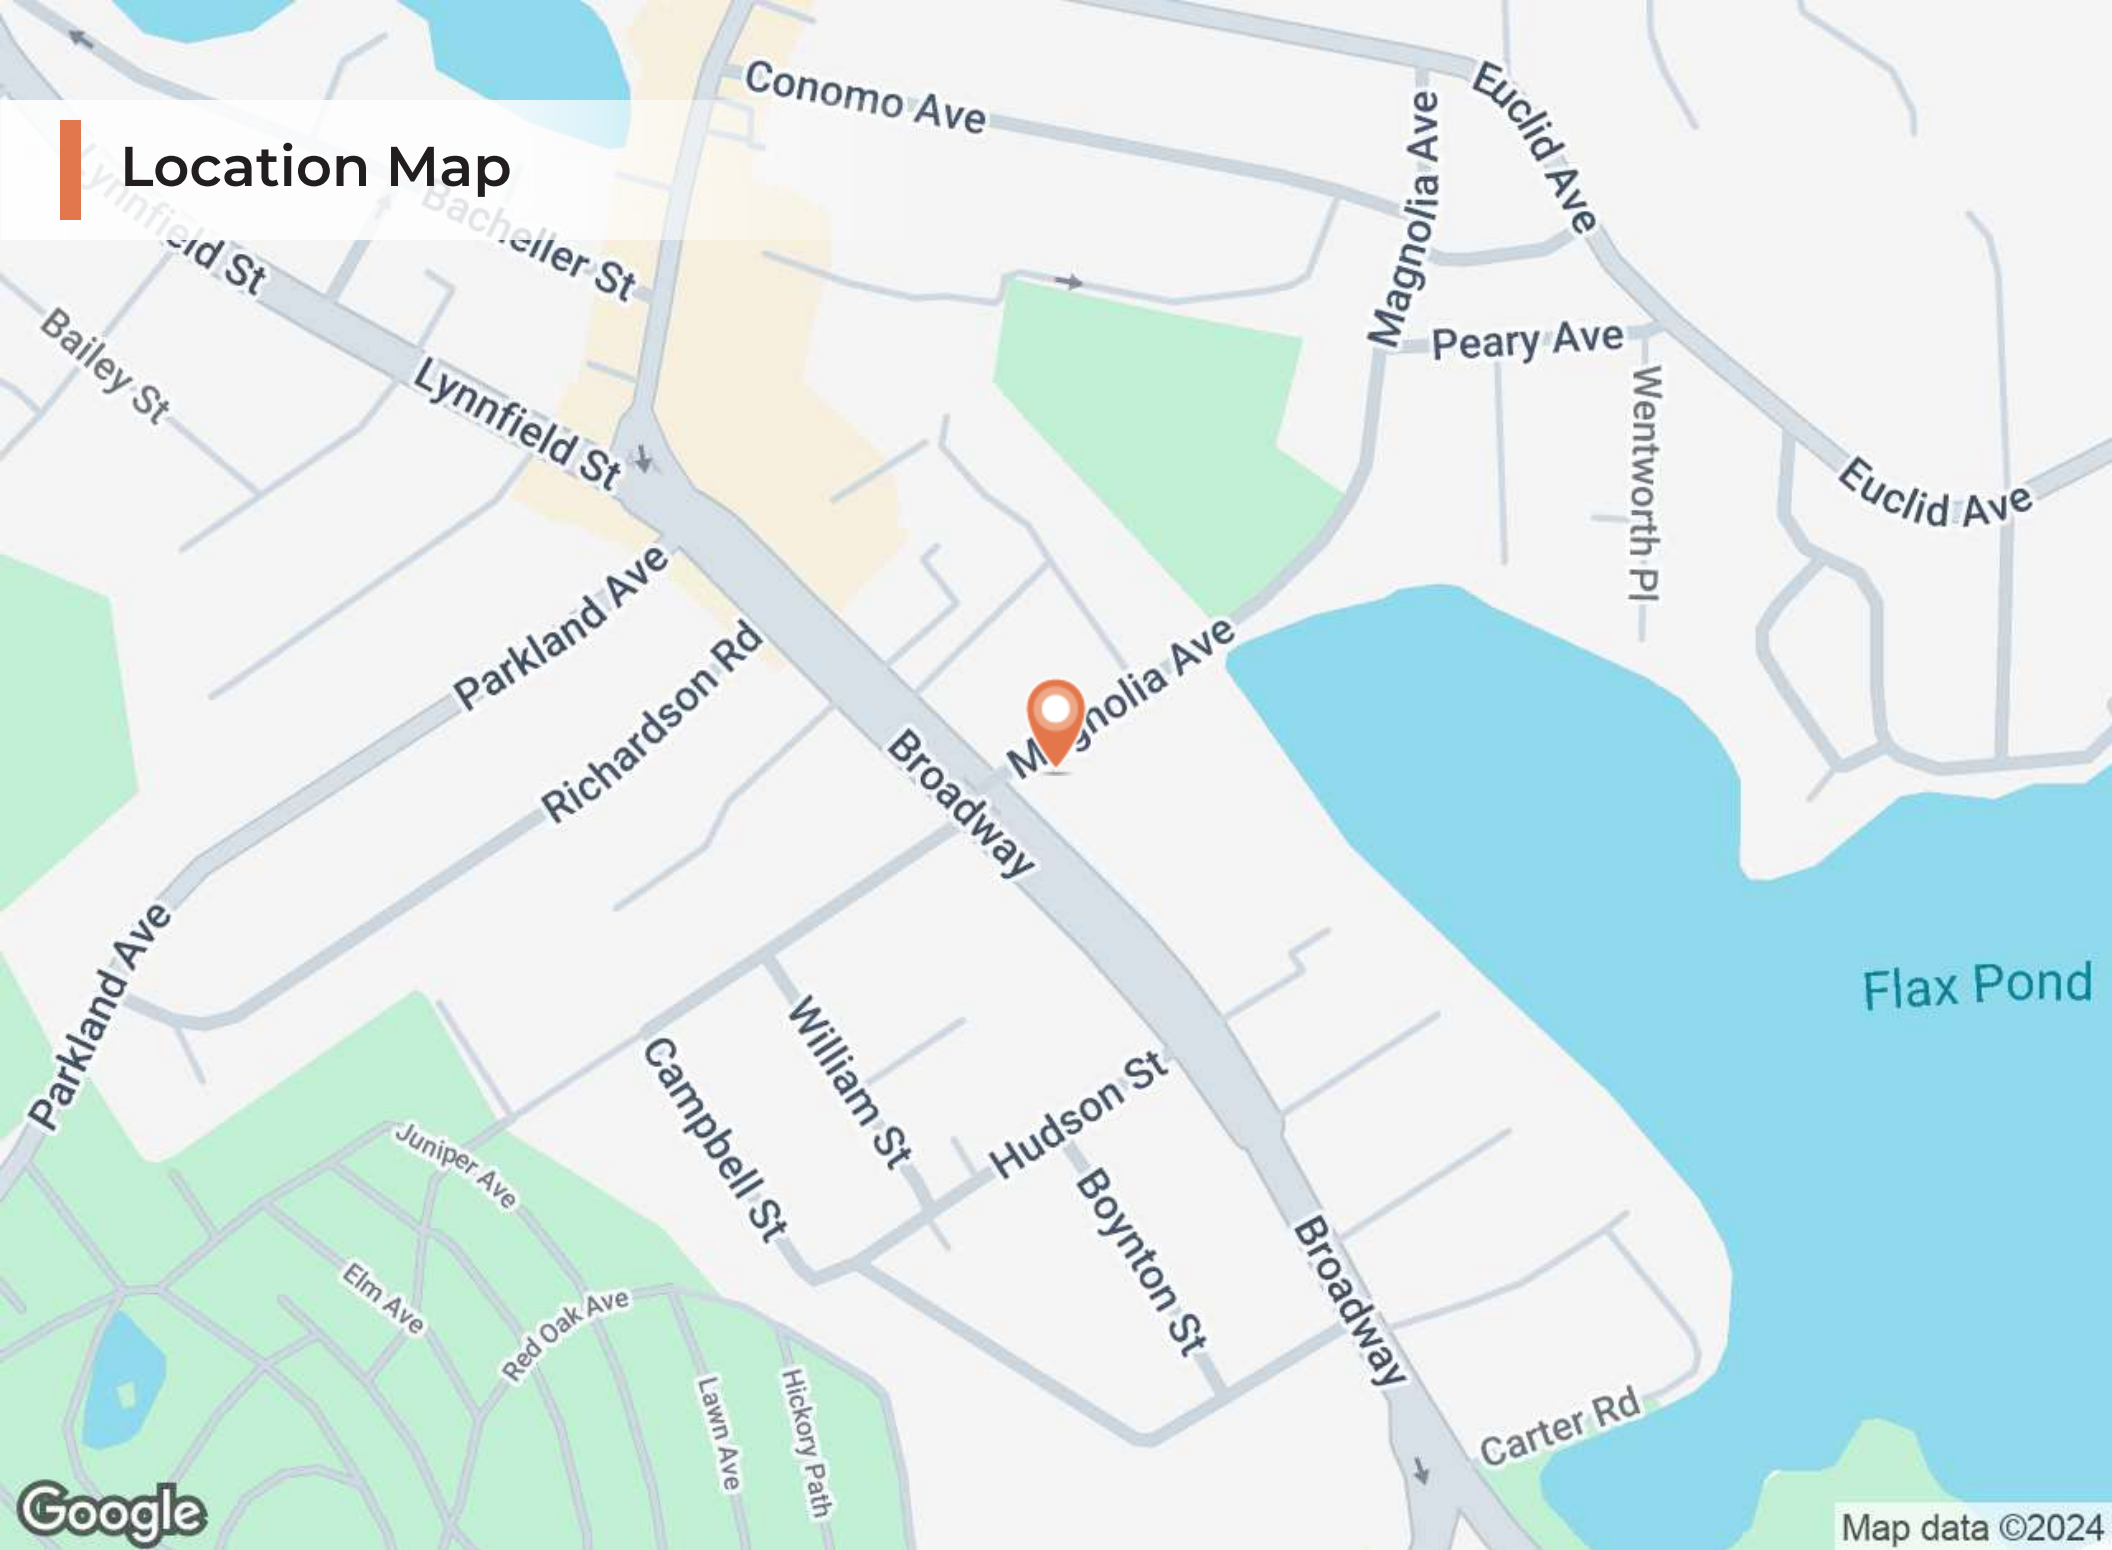 Conomo Ave
Euclid Ave
Magnolia Ave
Location Map
Lynnfield St
Bacheller St
Bailey St
Peary Ave
Lynnfield St
Wentworth Pl
Euclid Ave
Parkland Ave
Richardson Rd
Magnolia Ave
Broadway
Parkland Ave
Flax Pond
William St
Campbell St
Hudson St
Juniper Ave
Boynton St
Broadway
Elm Ave
Red Oak Ave
Lawn Ave
Hickory Path
Carter Rd
Google
Map data ©2024